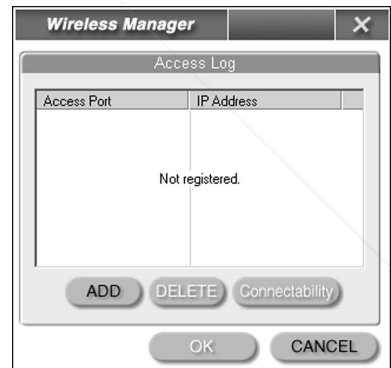 Wireless Manager
Access Log
Access Port IP Address
Not registered.
ADD DELETE Connectability
OK CANCEL